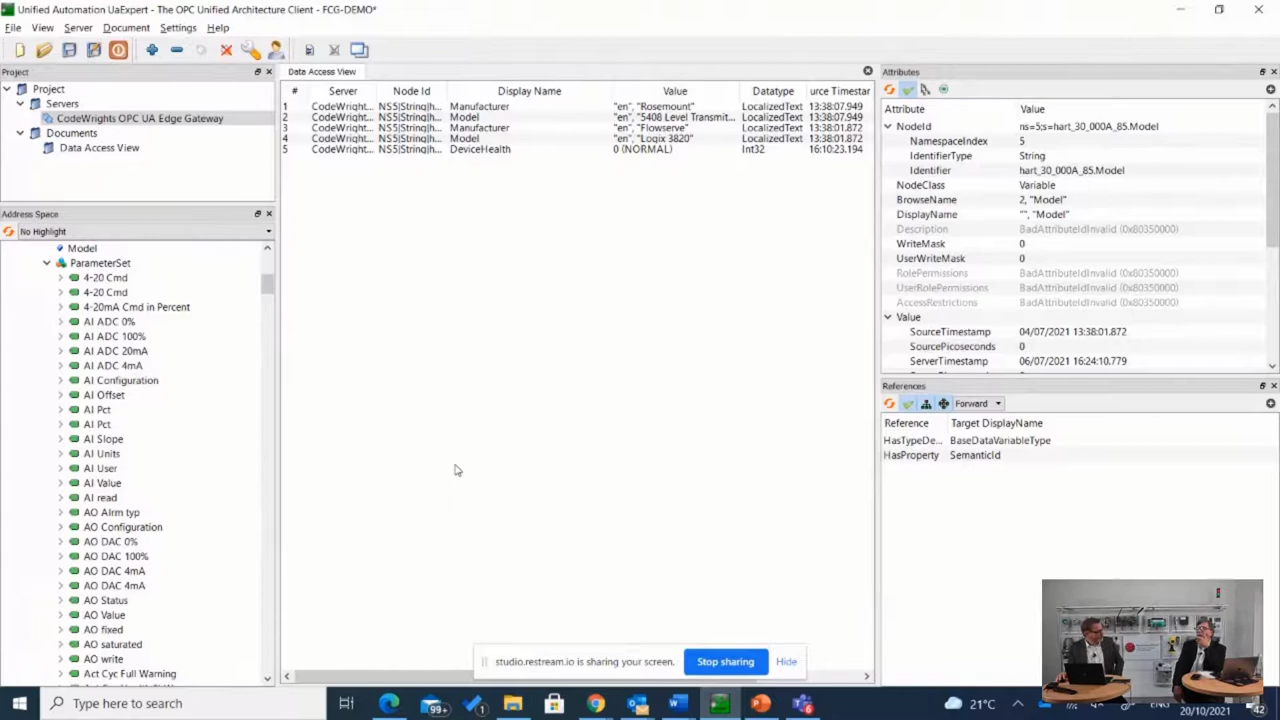 Unified Automation UaExpert - The OPC Unified Architecture Client - FCG-DEMO*
File View Server Document Settings Help
Project
Project
Servers
CodeWrights OPC UA Edge Gateway
Documents
Data Access View
Address Space
No Highlight
Model
ParameterSet
4-20 Cmd
4-20 Cmd
4-20mA Cmd in Percent
AI ADC 0%
AI ADC 100%
AI ADC 20mA
AI ADC 4mA
AI Configuration
AI Offset
AI Pct
AI Pct
AI Slope
AI Units
AI User
AI Value
AI read
AO Alrm typ
AO Configuration
AO DAC 0%
AO DAC 100%
AO DAC 4mA
AO DAC 4mA
AO Status
AO Value
AO fixed
AO saturated
AO write
Act Cyc Full Warning
Data Access View
# Server Node Id Display Name Value Datatype urce Timestar
1 CodeWright... NS5|String|h... Manufacturer "en", "Rosemount" LocalizedText 13:38:07.949
2 CodeWright... NS5|String|h... Model "en", "5408 Level Transmit... LocalizedText 13:38:07.949
3 CodeWright... NS5|String|h... Manufacturer "en", "Flowserve" LocalizedText 13:38:01.872
4 CodeWright... NS5|String|h... Model "en", "Logix 3820" LocalizedText 13:38:01.872
5 CodeWright... NS5|String|h... DeviceHealth 0 (NORMAL) Int32 16:10:23.194
Attributes
Attribute Value
NodeId ns=5;s=hart_30_000A_85.Model
NamespaceIndex 5
IdentifierType String
Identifier hart_30_000A_85.Model
NodeClass Variable
BrowseName 2, "Model"
DisplayName "", "Model"
Description BadAttributeIdInvalid (0x80350000)
WriteMask 0
UserWriteMask 0
RolePermissions BadAttributeIdInvalid (0x80350000)
UserRolePermissions BadAttributeIdInvalid (0x80350000)
AccessRestrictions BadAttributeIdInvalid (0x80350000)
Value
SourceTimestamp 04/07/2021 13:38:01.872
SourcePicoseconds 0
ServerTimestamp 06/07/2021 16:24:10.779
References
Forward
Reference Target DisplayName
HasTypeDe... BaseDataVariableType
HasProperty SemanticId
studio.restream.io is sharing your screen. Stop sharing Hide
Type here to search
99+
1
6
21°C
ENG
20/10/2021
42